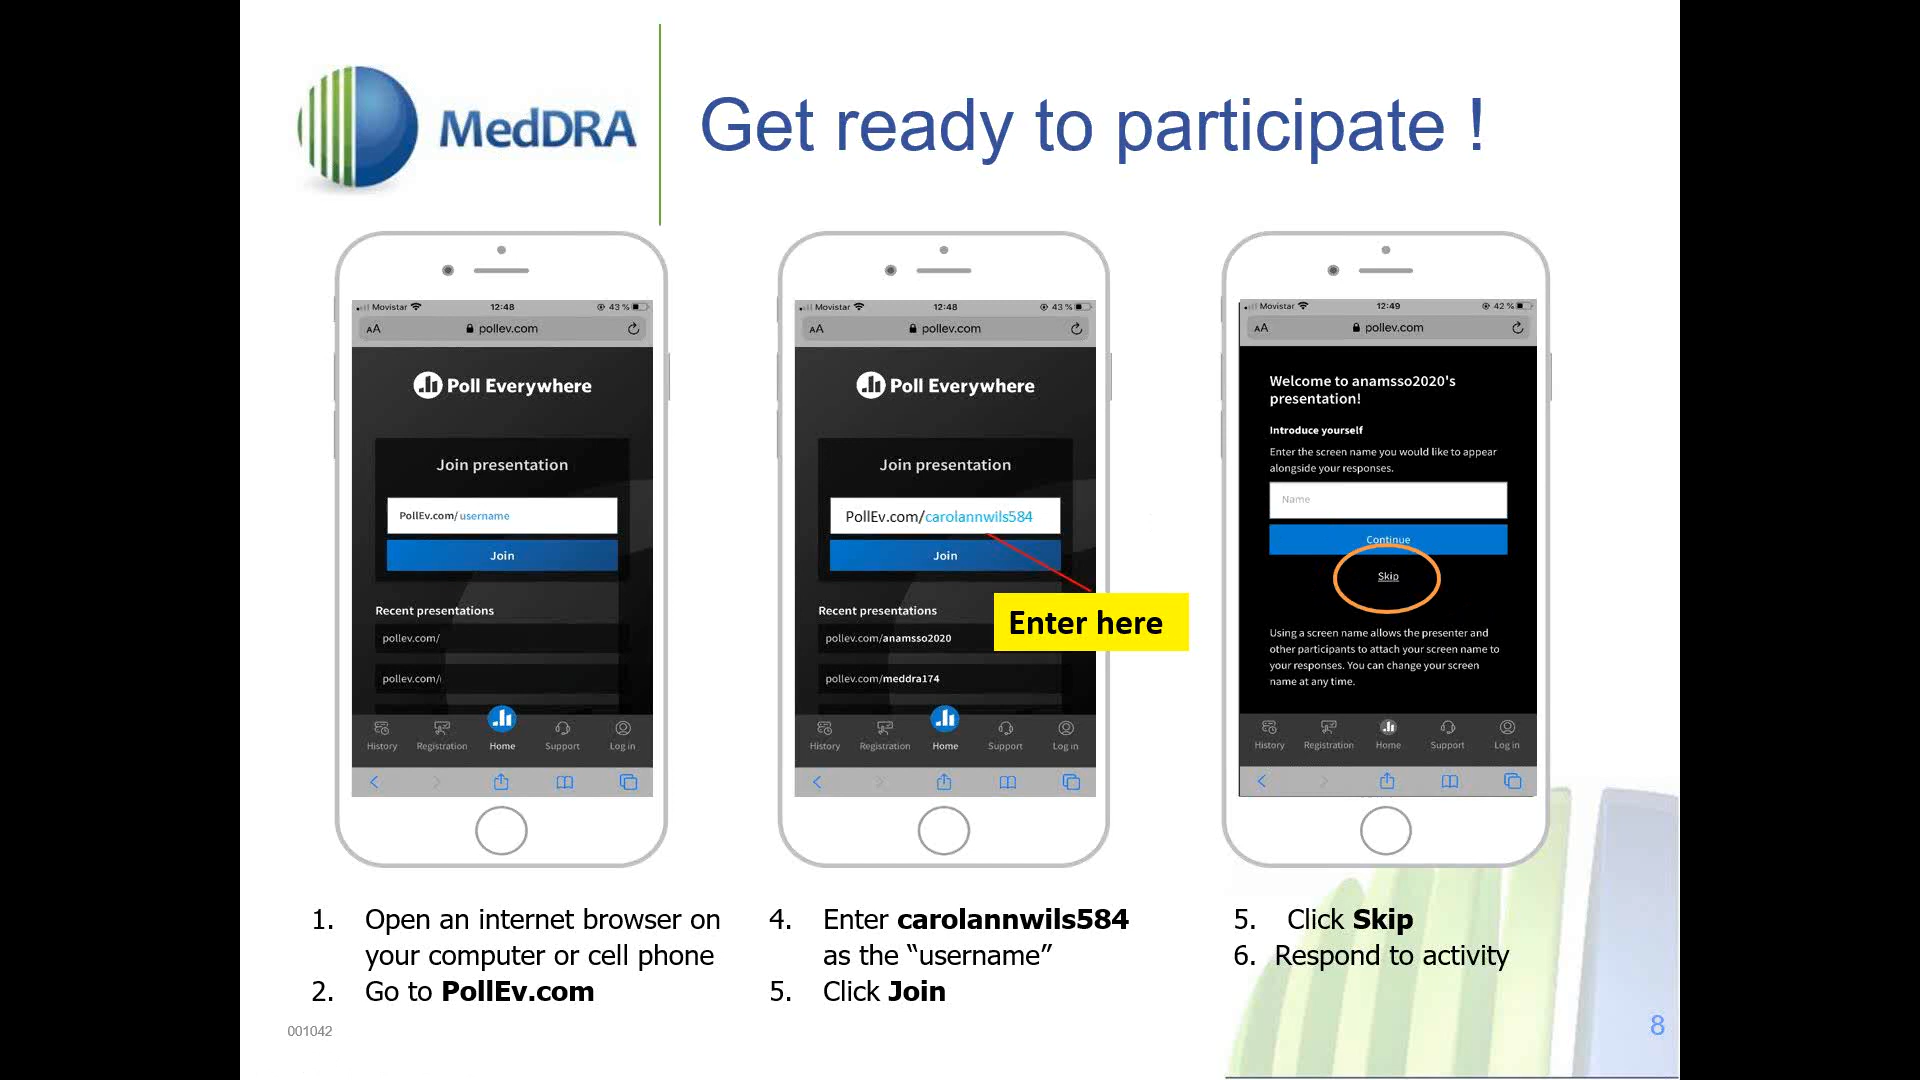 MedDRA
Get ready to participate !
Movistar 12:48 43 %
AA pollev.com
Poll Everywhere
Join presentation
PollEv.com/username
Join
Recent presentations
pollev.com/
pollev.com/
History Registration Home Support Log in
Movistar 12:48 43 %
AA pollev.com
Poll Everywhere
Join presentation
PollEv.com/carolannwils584
Join
Enter here
Recent presentations
pollev.com/anamsso2020
pollev.com/meddra174
History Registration Home Support Log in
Movistar 12:49 42 %
AA pollev.com
Welcome to anamsso2020's
presentation!
Introduce yourself
Enter the screen name you would like to appear
alongside your responses.
Name
Continue
Skip
Using a screen name allows the presenter and
other participants to attach your screen name to
your responses. You can change your screen
name at any time.
History Registration Home Support Log in
1. Open an internet browser on
your computer or cell phone
2. Go to PollEv.com
4. Enter carolannwils584
as the “username”
5. Click Join
5. Click Skip
6. Respond to activity
001042
8